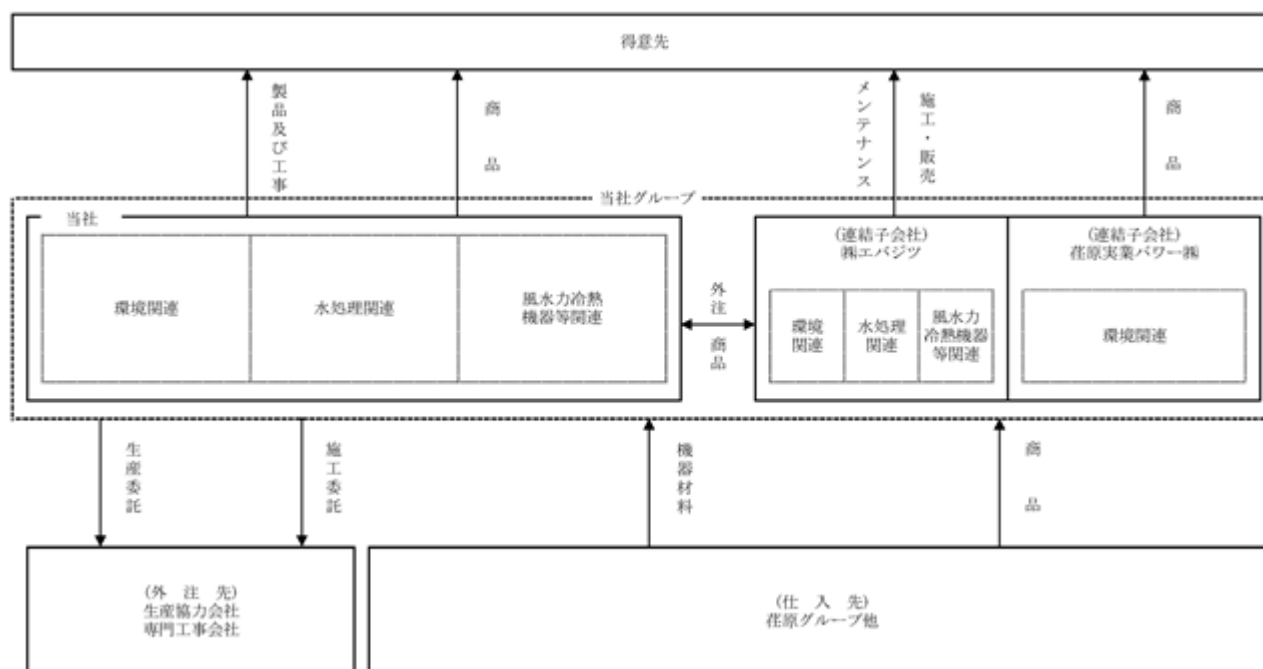 得意先
製品及び工事
商品
メンテナンス
施工・販売
商品
当社グループ
当社
環境関連
水処理関連
風水力冷熱
機器等関連
外注
商品
(連結子会社)
㈱エバジツ
環境
関連
水処理
関連
風水力
冷熱機器
等関連
(連結子会社)
荏原実業パワー㈱
環境関連
生産委託
施工委託
機器材料
商品
(外 注 先)
生産協力会社
専門工事会社
(仕 入 先)
荏原グループ他